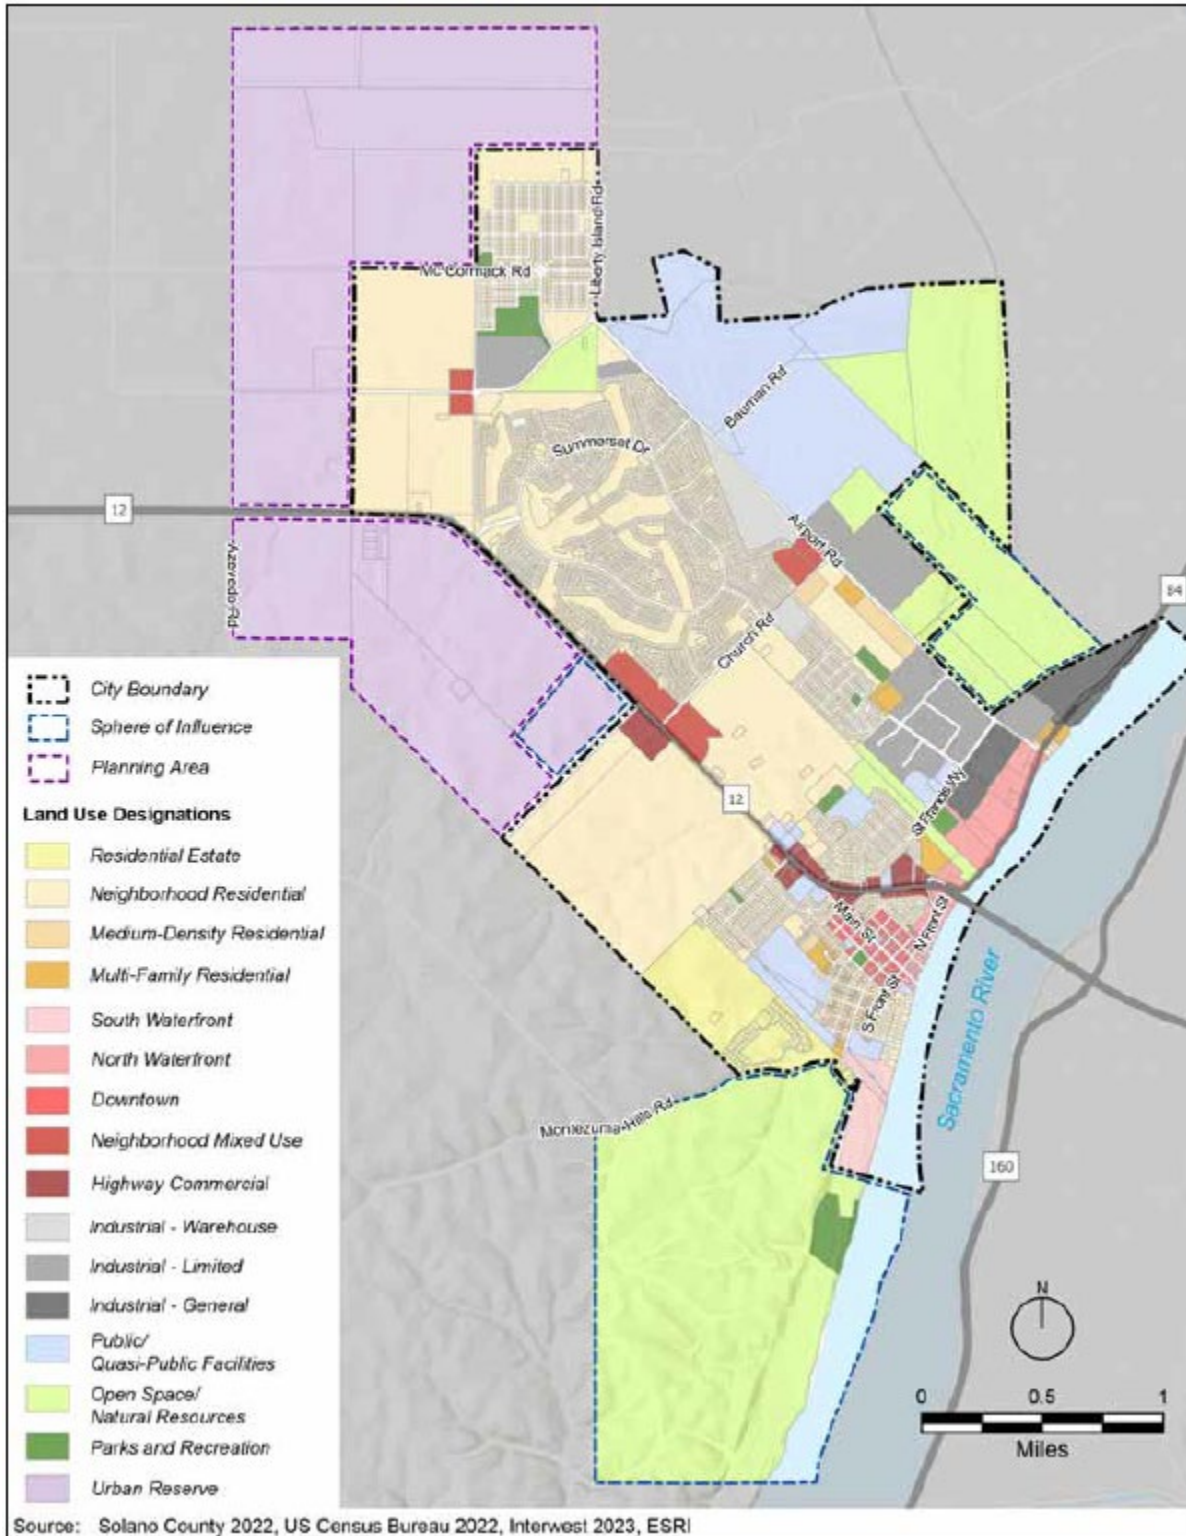 Mc Cormack Rd
Liberty Island Rd
Bauman Rd
Summerset Dr
12
Airport Rd
Azevedo Rd
84
Church Rd
City Boundary
Sphere of Influence
Planning Area
Land Use Designations
12
St Francis Wy
Residential Estate
Neighborhood Residential
Main St
N Front St
Medium-Density Residential
Multi-Family Residential
S Front St
Sacramento River
South Waterfront
North Waterfront
Downtown
Montezuma Hills Rd
Neighborhood Mixed Use
160
Highway Commercial
Industrial - Warehouse
Industrial - Limited
N
Industrial - General
Public/
Quasi-Public Facilities
Open Space/
Natural Resources
0 0.5 1
Miles
Parks and Recreation
Urban Reserve
Source: Solano County 2022, US Census Bureau 2022, Interwest 2023, ESRI